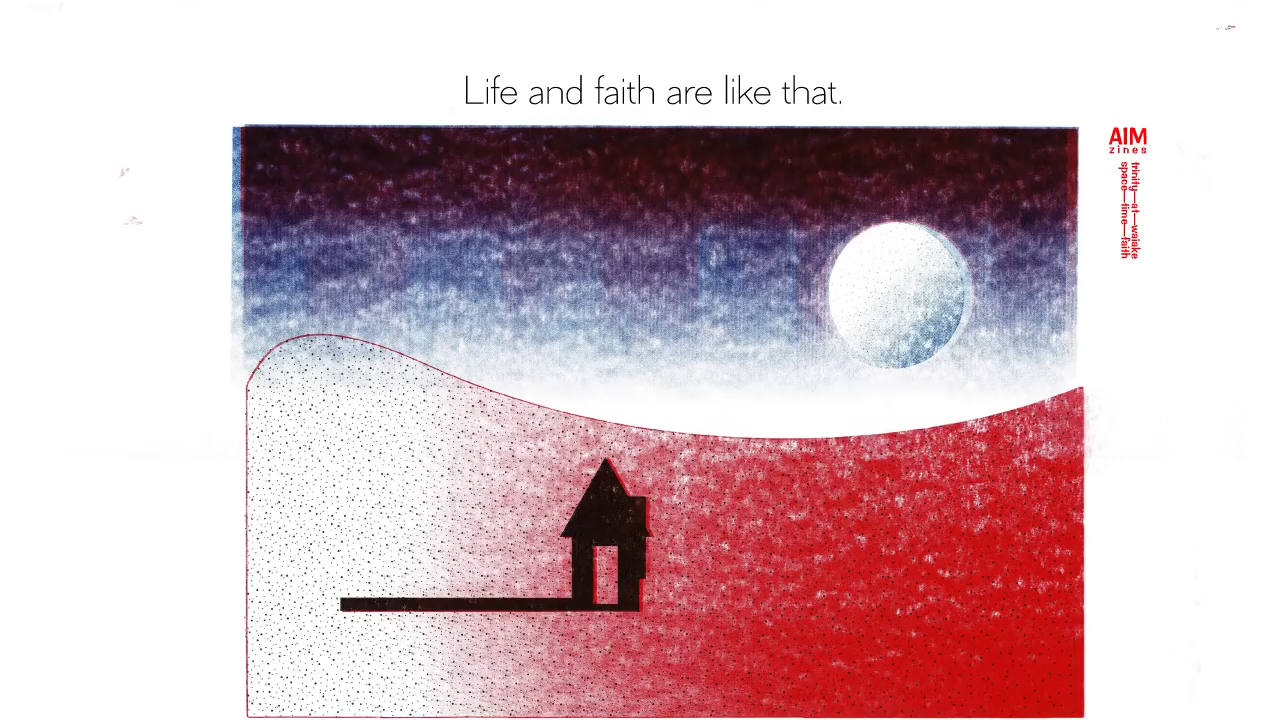 Life and faith are like that.
AIM
zines
trinity—at—waiake
space—time—faith